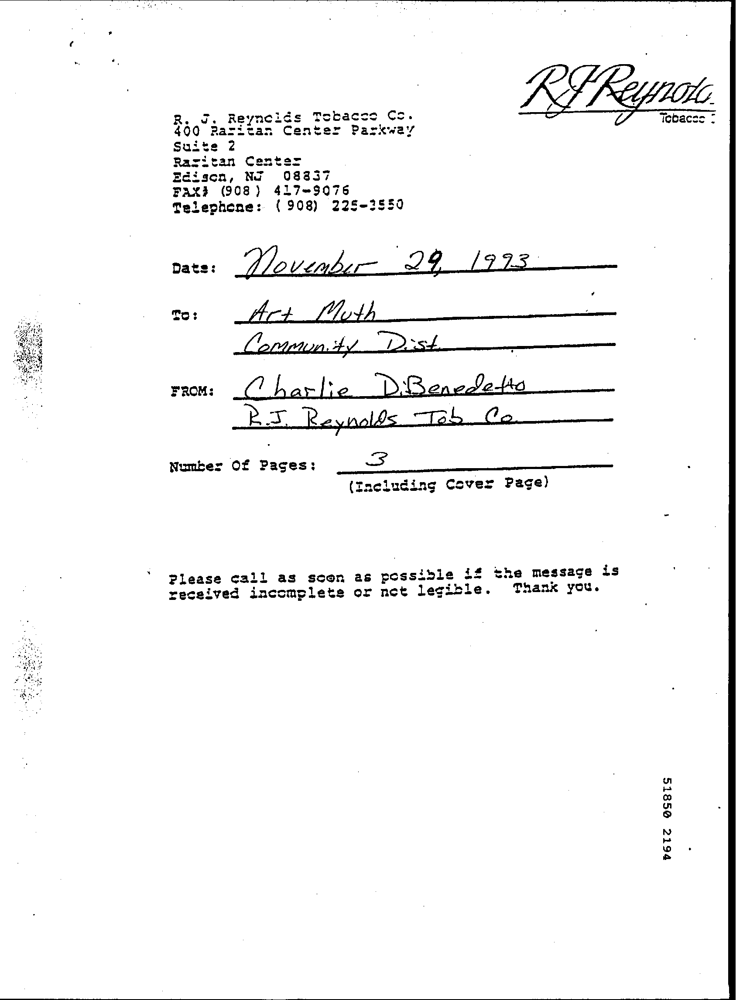 RJReynolds
Tobacco
R. J. Reynolds Tobacco Co.
400 Raritan Center Parkway
Suite 2
Raritan Center
Edison, NJ 08837
FAX# (908) 417-9076
Telephone: (908) 225-3550
Date: November 29, 1993
To: Art Muth
Community Dist.
FROM: Charlie DiBenedetto
R.J. Reynolds Tob Co
Number Of Pages: 3
(Including Cover Page)
Please call as soon as possible if the message is
received incomplete or not legible. Thank you.
51850 2194